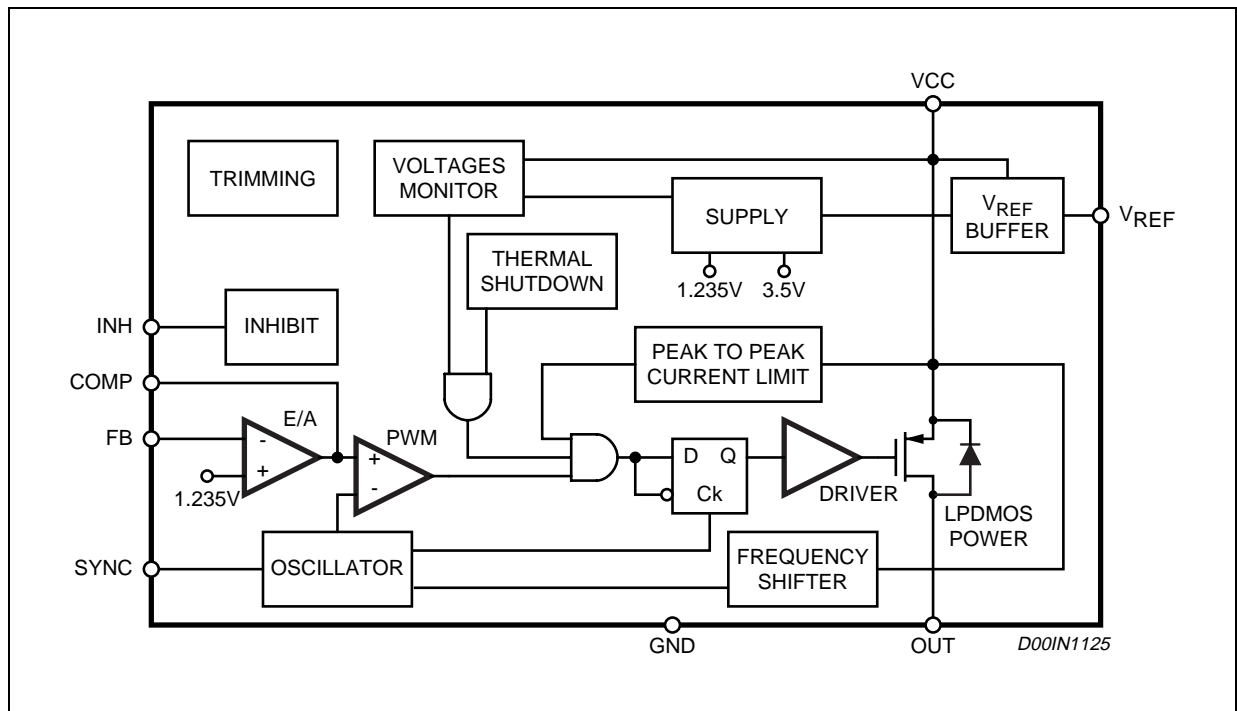 VCC
TRIMMING
VOLTAGES
MONITOR
SUPPLY
VREF
BUFFER
VREF
THERMAL
SHUTDOWN
1.235V
3.5V
INH
INHIBIT
PEAK TO PEAK
CURRENT LIMIT
COMP
E/A
FB
-
+
1.235V
PWM
+
-
D Q
Ck
DRIVER
LPDMOS
POWER
SYNC
OSCILLATOR
FREQUENCY
SHIFTER
GND
OUT
D00IN1125